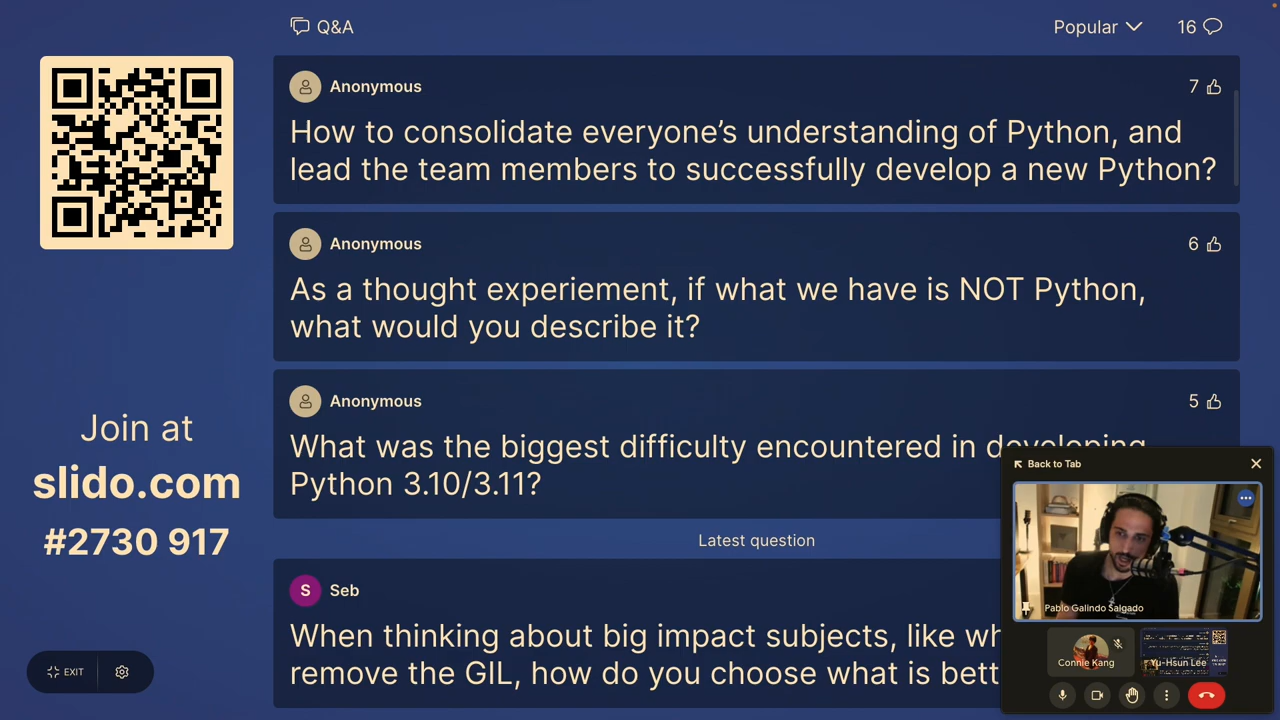 Q&A
Popular
16
Anonymous
7
How to consolidate everyone's understanding of Python, and
lead the team members to successfully develop a new Python?
Anonymous
6
As a thought experiement, if what we have is NOT Python,
what would you describe it?
Anonymous
5
What was the biggest difficulty encountered in developing
Python 3.10/3.11?
Latest question
S
Seb
When thinking about big impact subjects, like
remove the GIL, how do you choose what is
Join at
slido.com
#2730 917
EXIT
Back to Tab
Pablo Galindo Salgado
Connie Kang
Yu-Hsun Lee